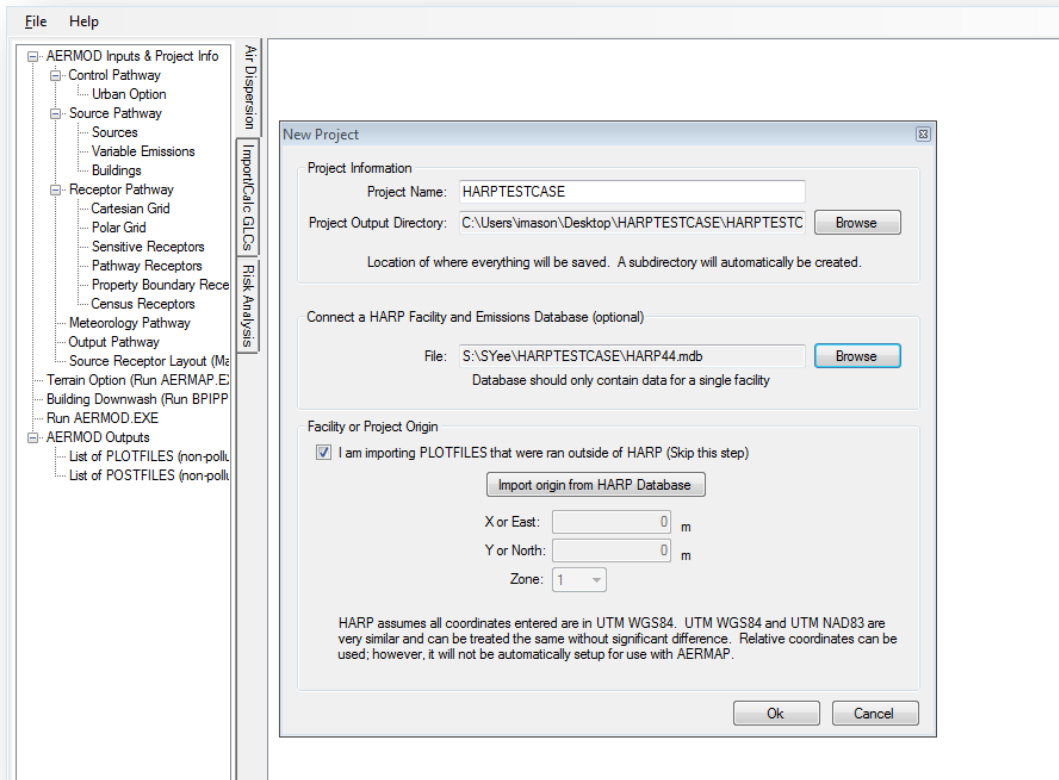 File Help
AERMOD Inputs & Project Info
Control Pathway
Urban Option
Source Pathway
Sources
Variable Emissions
Buildings
Receptor Pathway
Cartesian Grid
Polar Grid
Sensitive Receptors
Pathway Receptors
Property Boundary Rece
Census Receptors
Meteorology Pathway
Output Pathway
Source Receptor Layout (Ma
Terrain Option (Run AERMAP.E
Building Downwash (Run BPIPP
Run AERMOD.EXE
AERMOD Outputs
List of PLOTFILES (non-pollu
List of POSTFILES (non-pollu
Air Dispersion
Import/Calc GLCs
Risk Analysis
New Project
Project Information
Project Name: HARPTESTCASE
Project Output Directory: C:\Users\imason\Desktop\HARPTESTCASE\HARPTESTC Browse
Location of where everything will be saved. A subdirectory will automatically be created.
Connect a HARP Facility and Emissions Database (optional)
File: S:\SYee\HARPTESTCASE\HARP44.mdb Browse
Database should only contain data for a single facility
Facility or Project Origin
I am importing PLOTFILES that were ran outside of HARP (Skip this step)
Import origin from HARP Database
X or East: 0 m
Y or North: 0 m
Zone: 1
HARP assumes all coordinates entered are in UTM WGS84. UTM WGS84 and UTM NAD83 are
very similar and can be treated the same without significant difference. Relative coordinates can be
used; however, it will not be automatically setup for use with AERMAP.
Ok Cancel